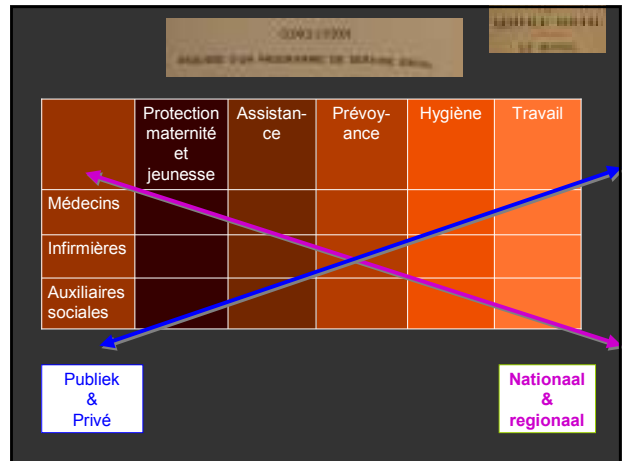 Protection
maternité
et
jeunesse
Assistan-
ce
Prévoy-
ance
Hygiène
Travail
Médecins
Infirmières
Auxiliaires
sociales
Publiek
&
Privé
Nationaal
&
regionaal